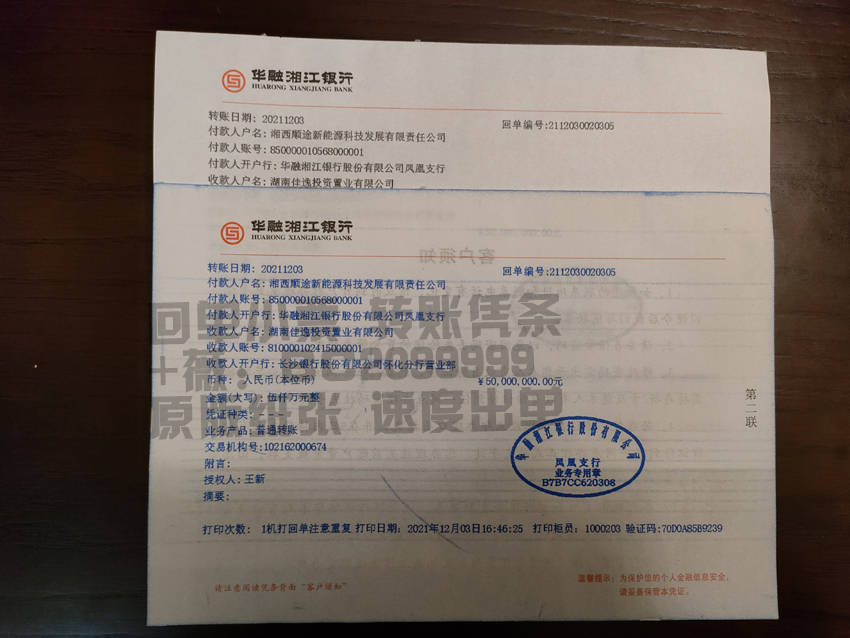 华融湘江银行
HUARONG XIANGJIANG BANK
转账日期: 20211203
回单编号:2112030020305
付款人户名: 湘西顺途新能源科技发展有限责任公司
付款人账号: 850000010568000001
付款人开户行: 华融湘江银行股份有限公司凤凰支行
收款人户名: 湖南佳逸投资置业有限公司
华融湘江银行
HUARONG XIANGJIANG BANK
客户须知
转账日期: 20211203
回单编号:2112030020305
付款人户名: 湘西顺途新能源科技发展有限责任公司
付款人账号: 850000010568000001
付款人开户行: 华融湘江银行股份有限公司凤凰支行
收款人户名: 湖南佳逸投资置业有限公司
收款人账号: 810000102415000001
收款人开户行: 长沙银行股份有限公司怀化分行营业部
币种: 人民币(本位币)
¥50,000,000.00元
金额(大写): 伍仟万元整
凭证种类: ----
业务产品: 普通转账
交易机构号:102162000674
附言:
授权人: 王新
摘要:
第二联
华融湘江银行股份有限公司
凤凰支行
业务专用章
B7B7CC620308
打印次数: 1机打回单注意重复 打印日期: 2021年12月03日16:46:25 打印柜员: 1000203 验证码:70D0A85B9239
请注意阅读凭条背面“客户须知”
温馨提示: 为保护您的个人金融信息安全,
请妥善保管本凭证。
转账凭条
速度出单